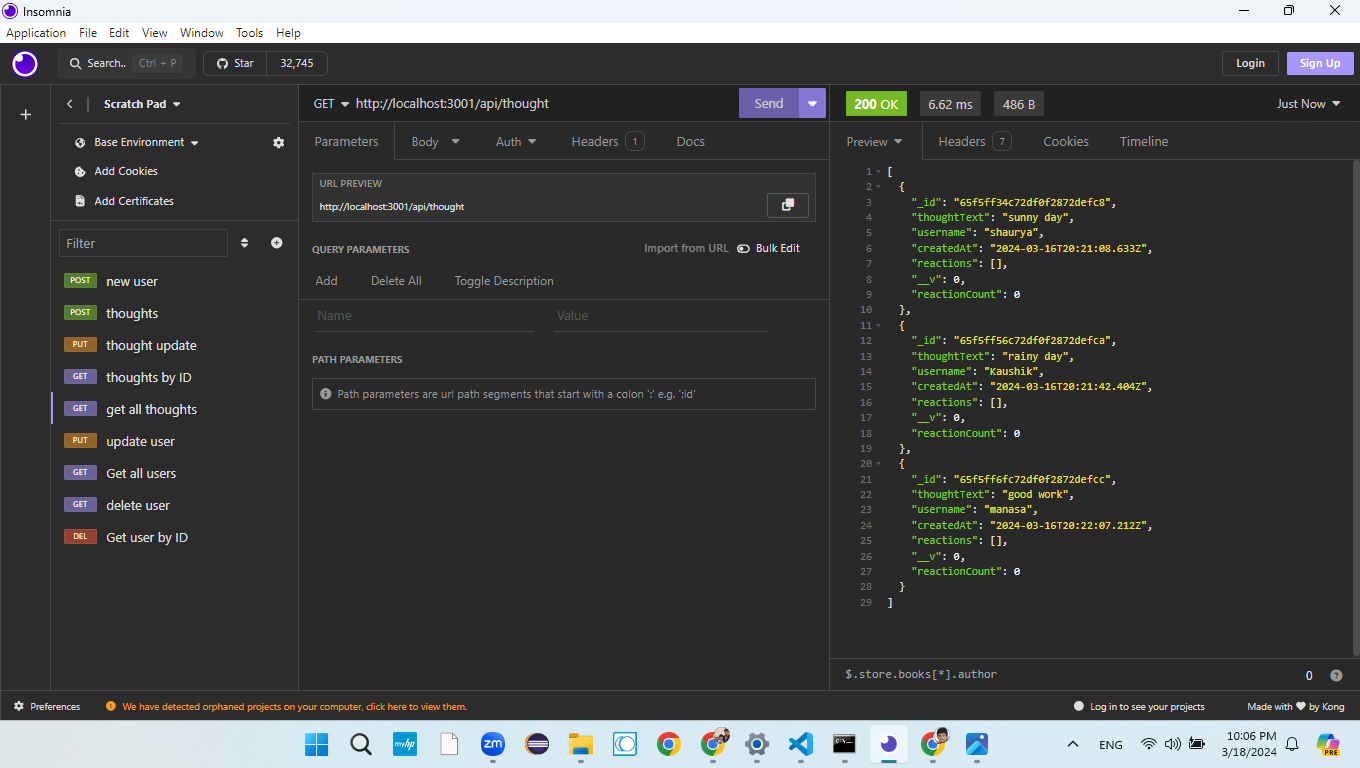 Insomnia
Application File Edit View Window Tools Help
Search.. Ctrl + P Star 32,745 Login Sign Up
Scratch Pad
Base Environment
Add Cookies
Add Certificates
Filter
POST new user
POST thoughts
PUT thought update
GET thoughts by ID
GET get all thoughts
PUT update user
GET Get all users
GET delete user
DEL Get user by ID
GET http://localhost:3001/api/thought Send
Parameters Body Auth Headers 1 Docs
URL PREVIEW
http://localhost:3001/api/thought
QUERY PARAMETERS Import from URL Bulk Edit
Add Delete All Toggle Description
Name Value
PATH PARAMETERS
Path parameters are url path segments that start with a colon ':' e.g. ':id'
200 OK 6.62 ms 486 B Just Now
Preview Headers 7 Cookies Timeline
1 [
2 {
3 "_id": "65f5ff34c72df0f2872defc8",
4 "thoughtText": "sunny day",
5 "username": "shaurya",
6 "createdAt": "2024-03-16T20:21:08.633Z",
7 "reactions": [],
8 "__v": 0,
9 "reactionCount": 0
10 },
11 {
12 "_id": "65f5ff56c72df0f2872defca",
13 "thoughtText": "rainy day",
14 "username": "Kaushik",
15 "createdAt": "2024-03-16T20:21:42.404Z",
16 "reactions": [],
17 "__v": 0,
18 "reactionCount": 0
19 },
20 {
21 "_id": "65f5ff6fc72df0f2872defcc",
22 "thoughtText": "good work",
23 "username": "manasa",
24 "createdAt": "2024-03-16T20:22:07.212Z",
25 "reactions": [],
26 "__v": 0,
27 "reactionCount": 0
28 }
29 ]
$.store.books[*].author 0 ?
Preferences We have detected orphaned projects on your computer, click here to view them. Log in to see your projects Made with ♥ by Kong
myhp zm ENG PRE
10:06 PM
3/18/2024